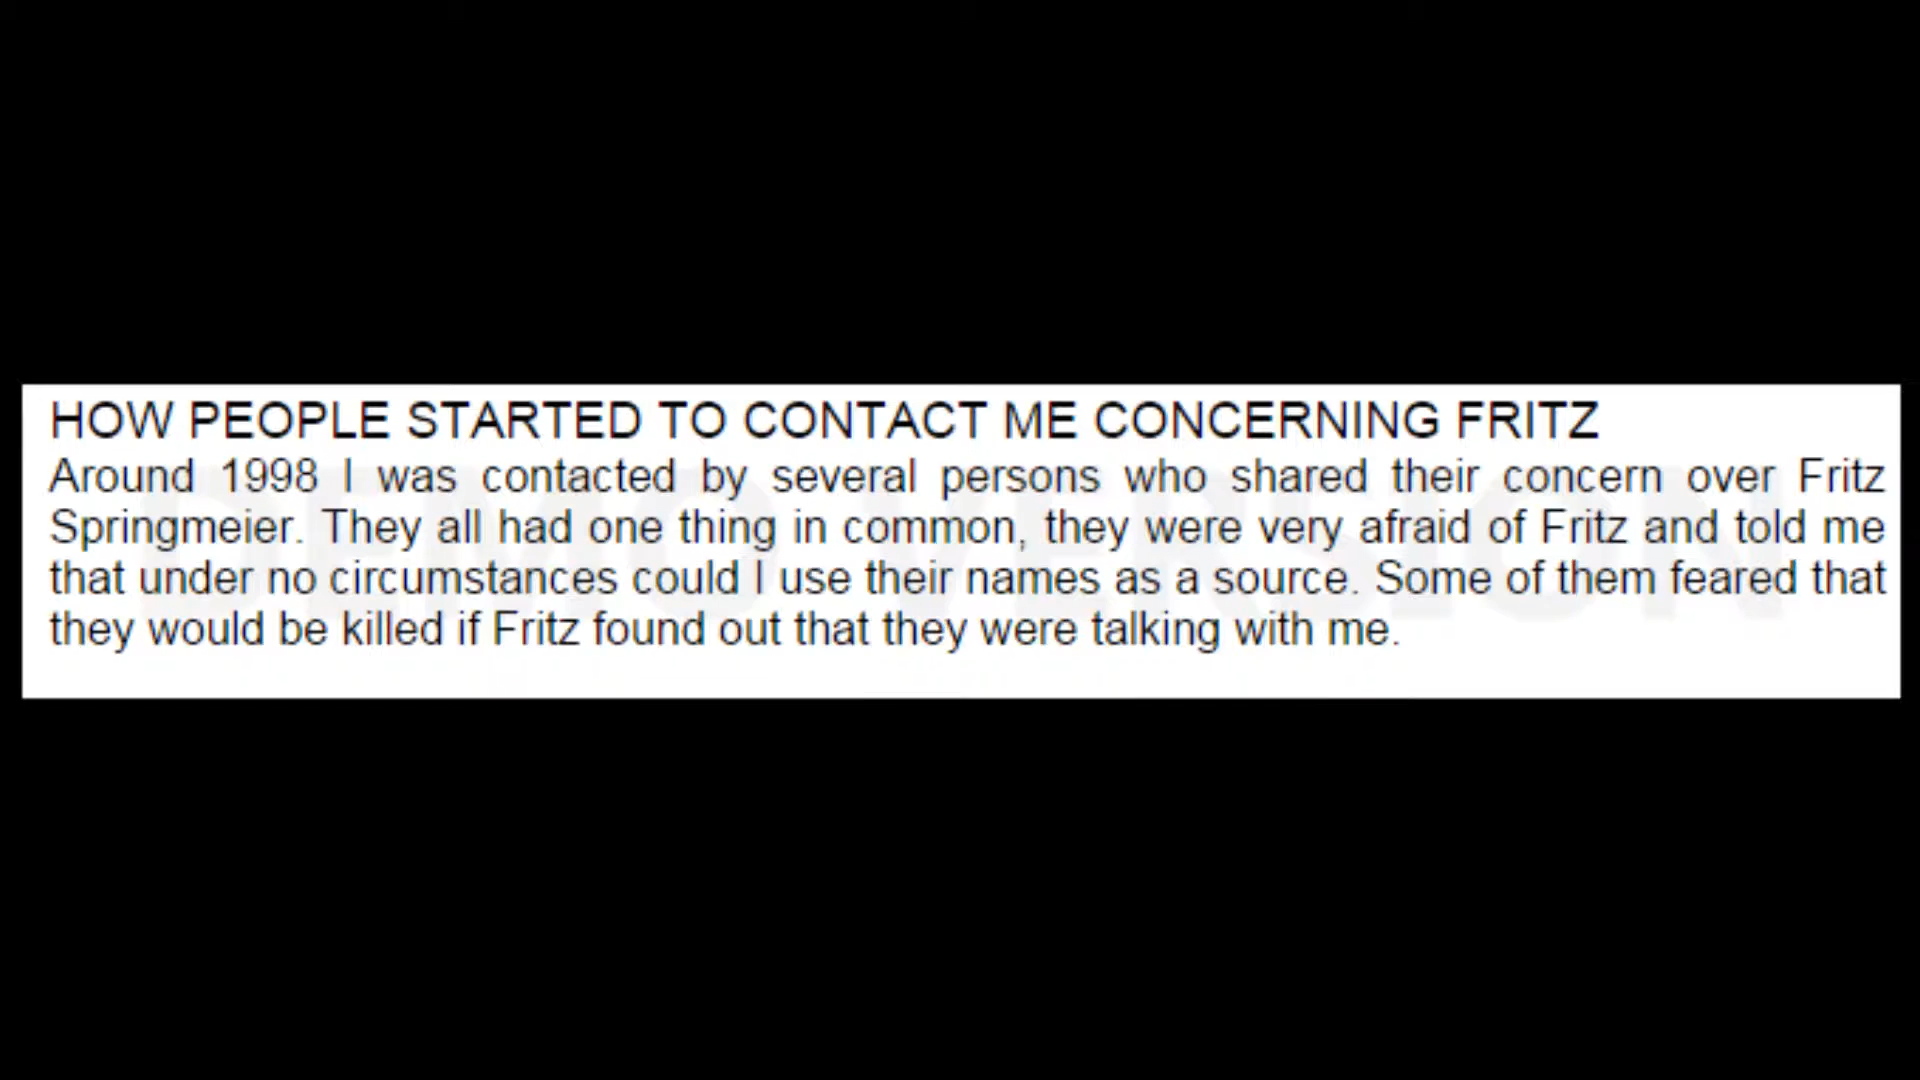 HOW PEOPLE STARTED TO CONTACT ME CONCERNING FRITZ
Around 1998 I was contacted by several persons who shared their concern over Fritz
Springmeier. They all had one thing in common, they were very afraid of Fritz and told me
that under no circumstances could I use their names as a source. Some of them feared that
they would be killed if Fritz found out that they were talking with me.
DEMO VERSION